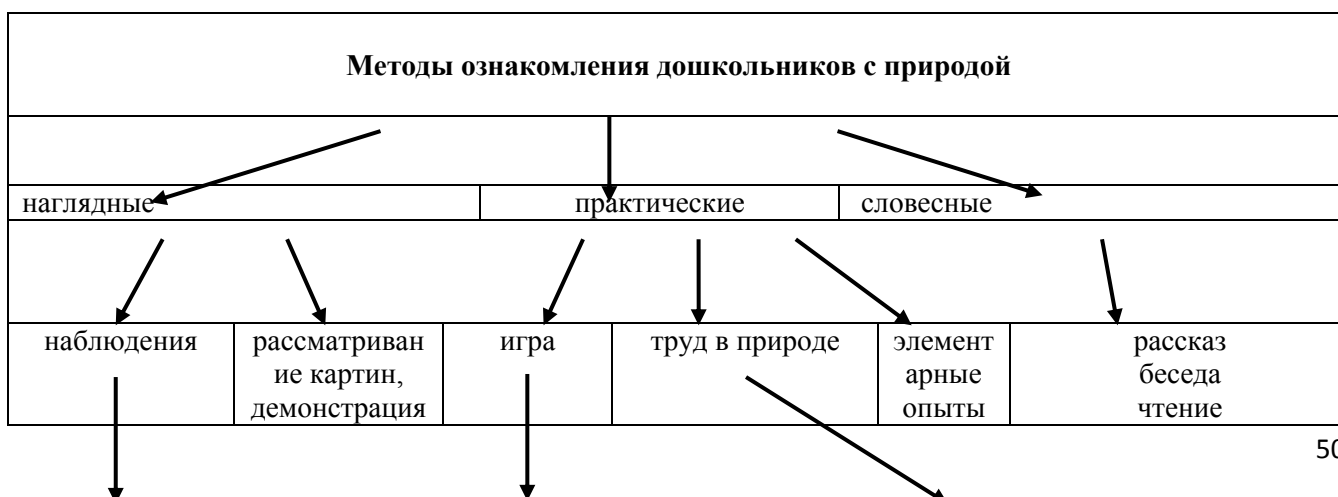 Методы ознакомления дошкольников с природой
наглядные практические словесные
наблюдения
рассматриван
ие картин,
демонстрация
игра
труд в природе
элемент
арные
опыты
рассказ
беседа
чтение
50